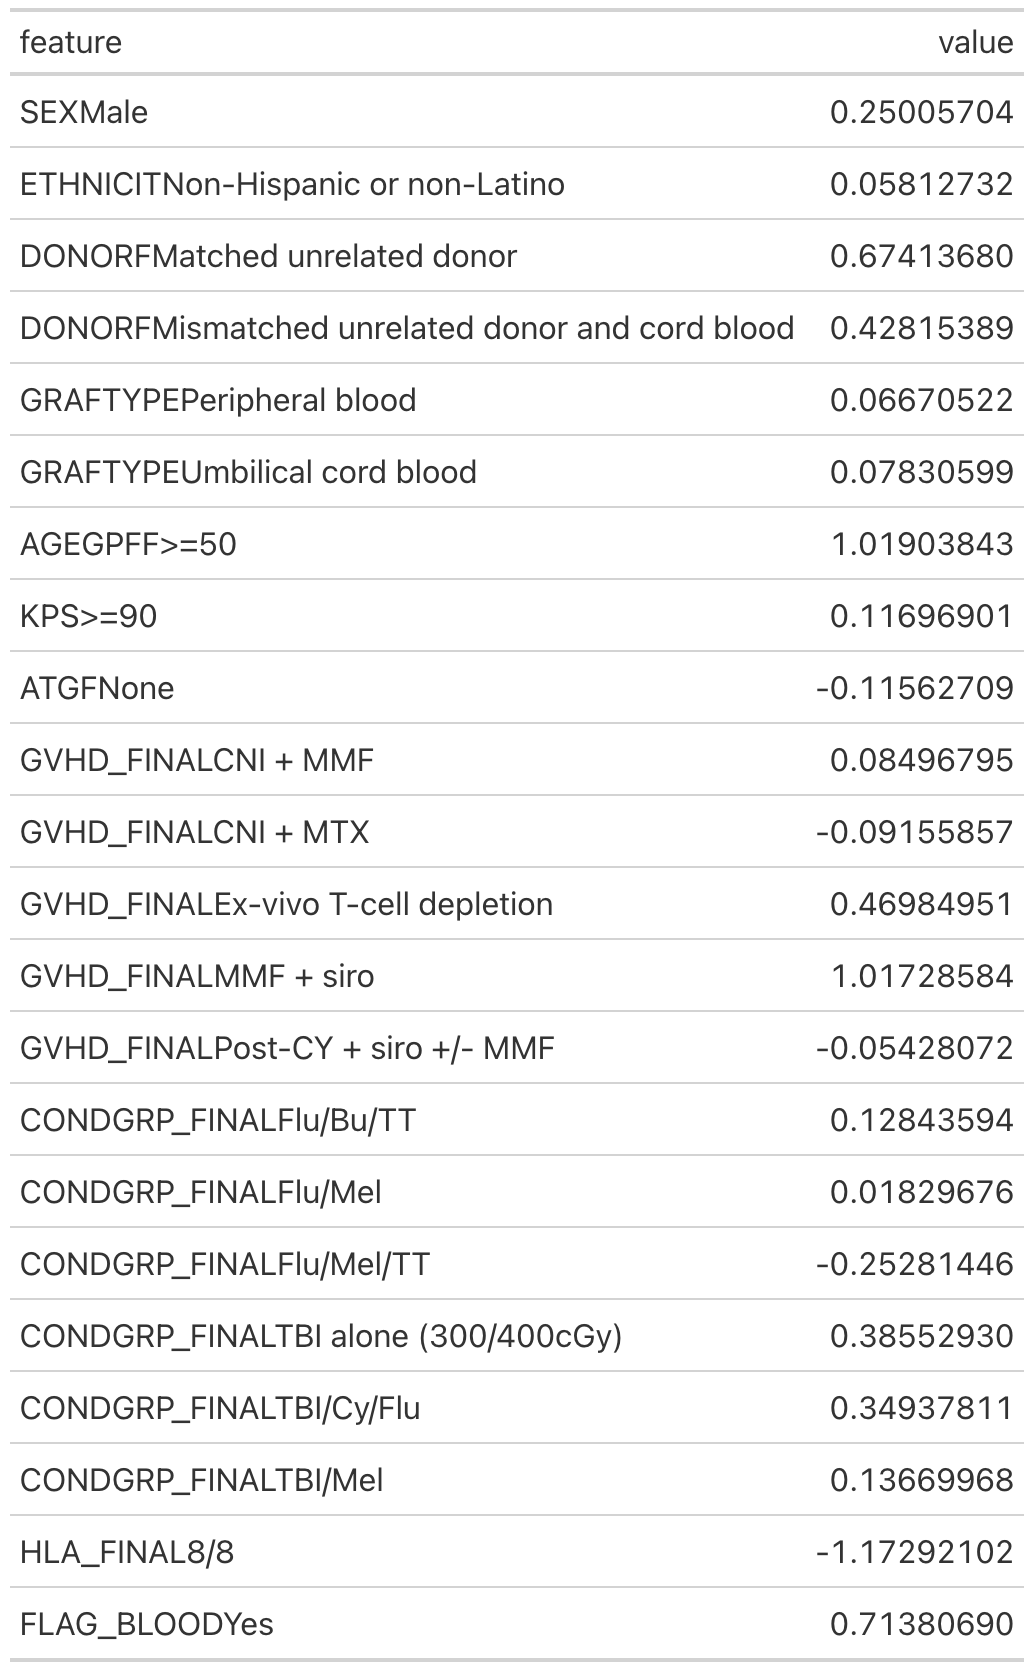 feature value
SEXMale 0.25005704
ETHNICITNon-Hispanic or non-Latino 0.05812732
DONORFMatched unrelated donor 0.67413680
DONORFMismatched unrelated donor and cord blood 0.42815389
GRAFTYPEPeripheral blood 0.06670522
GRAFTYPEUmbilical cord blood 0.07830599
AGEGPFF>=50 1.01903843
KPS>=90 0.11696901
ATGFNone -0.11562709
GVHD_FINALCNI + MMF 0.08496795
GVHD_FINALCNI + MTX -0.09155857
GVHD_FINALEx-vivo T-cell depletion 0.46984951
GVHD_FINALMMF + siro 1.01728584
GVHD_FINALPost-CY + siro +/- MMF -0.05428072
CONDGRP_FINALFlu/Bu/TT 0.12843594
CONDGRP_FINALFlu/Mel 0.01829676
CONDGRP_FINALFlu/Mel/TT -0.25281446
CONDGRP_FINALTBI alone (300/400cGy) 0.38552930
CONDGRP_FINALTBI/Cy/Flu 0.34937811
CONDGRP_FINALTBI/Mel 0.13669968
HLA_FINAL8/8 -1.17292102
FLAG_BLOODYes 0.71380690